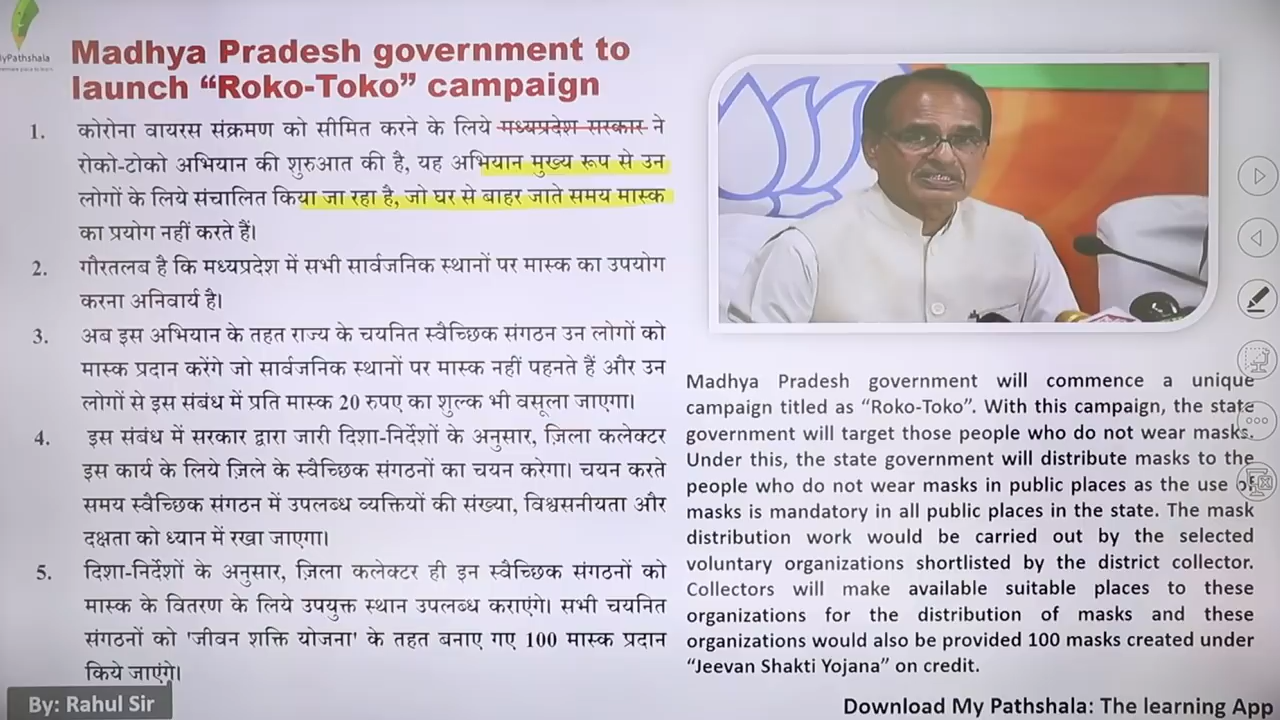 MyPathshala
Madhya Pradesh government to
launch “Roko-Toko” campaign
1. कोरोना वायरस संक्रमण को सीमित करने के लिये मध्यप्रदेश सरकार ने
रोको-टोको अभियान की शुरुआत की है, यह अभियान मुख्य रूप से उन
लोगों के लिये संचालित किया जा रहा है, जो घर से बाहर जाते समय मास्क
का प्रयोग नहीं करते हैं।
2. गौरतलब है कि मध्यप्रदेश में सभी सार्वजनिक स्थानों पर मास्क का उपयोग
करना अनिवार्य है।
3. अब इस अभियान के तहत राज्य के चयनित स्वैच्छिक संगठन उन लोगों को
मास्क प्रदान करेंगे जो सार्वजनिक स्थानों पर मास्क नहीं पहनते हैं और उन
लोगों से इस संबंध में प्रति मास्क 20 रुपए का शुल्क भी वसूला जाएगा।
4. इस संबंध में सरकार द्वारा जारी दिशा-निर्देशों के अनुसार, ज़िला कलेक्टर
इस कार्य के लिये ज़िले के स्वैच्छिक संगठनों का चयन करेगा। चयन करते
समय स्वैच्छिक संगठन में उपलब्ध व्यक्तियों की संख्या, विश्वसनीयता और
दक्षता को ध्यान में रखा जाएगा।
5. दिशा-निर्देशों के अनुसार, ज़िला कलेक्टर ही इन स्वैच्छिक संगठनों को
मास्क के वितरण के लिये उपयुक्त स्थान उपलब्ध कराएंगे। सभी चयनित
संगठनों को 'जीवन शक्ति योजना' के तहत बनाए गए 100 मास्क प्रदान
किये जाएंगे।
Madhya Pradesh government will commence a unique
campaign titled as “Roko-Toko”. With this campaign, the state
government will target those people who do not wear masks.
Under this, the state government will distribute masks to the
people who do not wear masks in public places as the use of
masks is mandatory in all public places in the state. The mask
distribution work would be carried out by the selected
voluntary organizations shortlisted by the district collector.
Collectors will make available suitable places to these
organizations for the distribution of masks and these
organizations would also be provided 100 masks created under
“Jeevan Shakti Yojana” on credit.
By: Rahul Sir
Download My Pathshala: The learning App